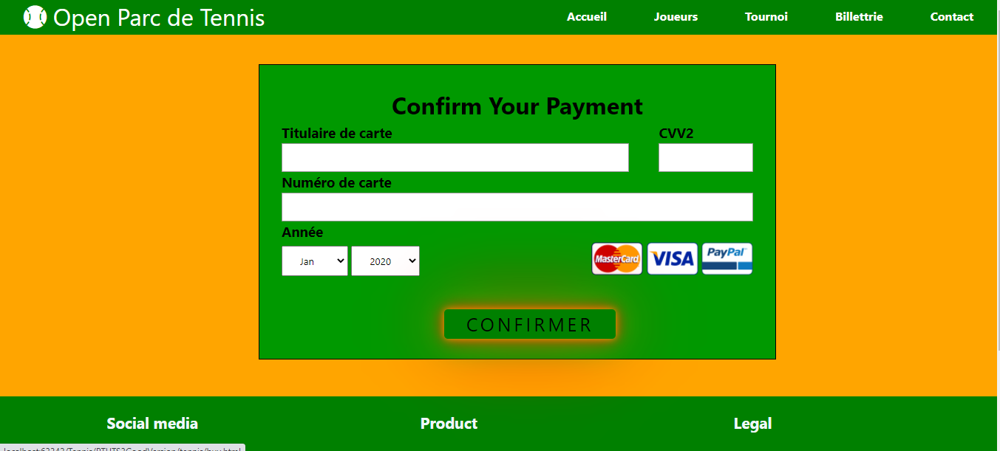 Open Parc de Tennis
Accueil Joueurs Tournoi Billettrie Contact
Confirm Your Payment
Titulaire de carte CVV2
Numéro de carte
Année
Jan 2020
MasterCard VISA PayPal
CONFIRMER
Social media Product Legal